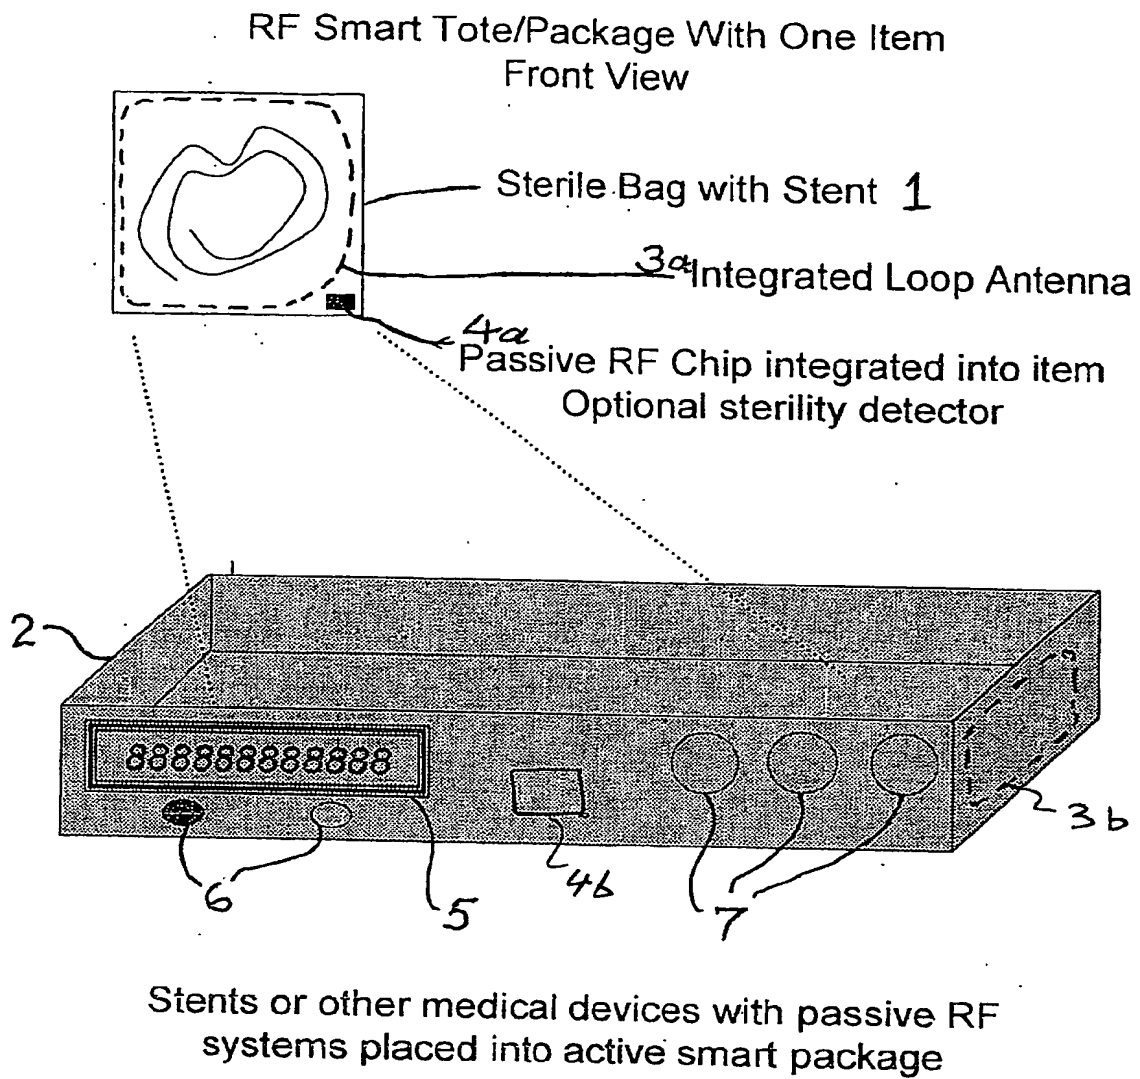 RF Smart Tote/Package With One Item
Front View
Sterile Bag with Stent 1
3a Integrated Loop Antenna
4a
Passive RF Chip integrated into item
Optional sterility detector
2
888888888888
3b
6
5
4b
7
Stents or other medical devices with passive RF
systems placed into active smart package